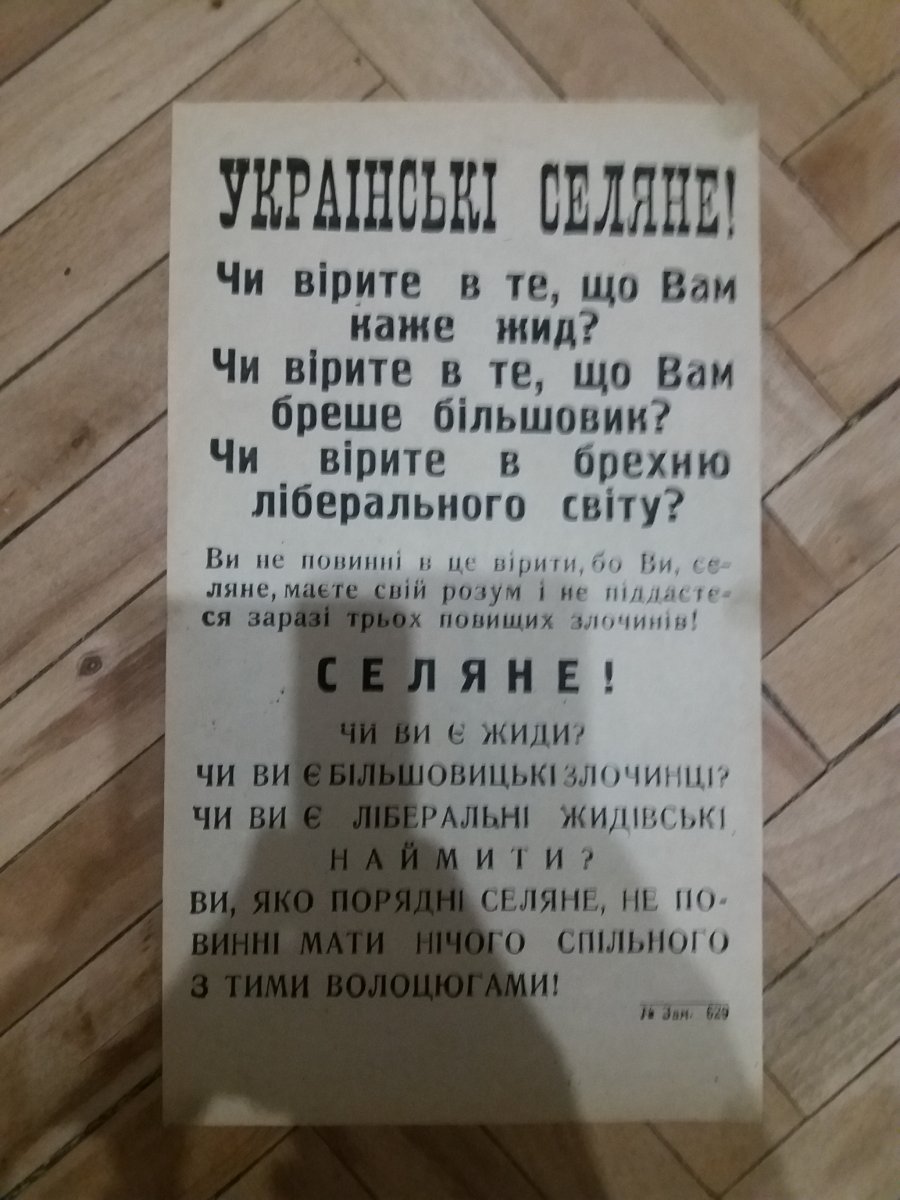 УКРАІНСЬКІ СЕЛЯНЕ!
Чи вірите в те, що Вам
каже жид?
Чи вірите в те, що Вам
бреше більшовик?
Чи вірите в брехню
ліберального світу?
Ви не повинні в це вірити, бо Ви, се-
ляне, маєте свій розум і не піддаєте-
ся заразі трьох повищих злочинів!
СЕЛЯНЕ!
ЧИ ВИ Є ЖИДИ?
ЧИ ВИ Є БІЛЬШОВИЦЬКІ ЗЛОЧИНЦІ?
ЧИ ВИ Є ЛІБЕРАЛЬНІ ЖИДІВСЬКІ
НАЙМИТИ?
ВИ, ЯКО ПОРЯДНІ СЕЛЯНЕ, НЕ ПО-
ВИННІ МАТИ НІЧОГО СПІЛЬНОГО
З ТИМИ ВОЛОЦЮГАМИ!
Зам. 629